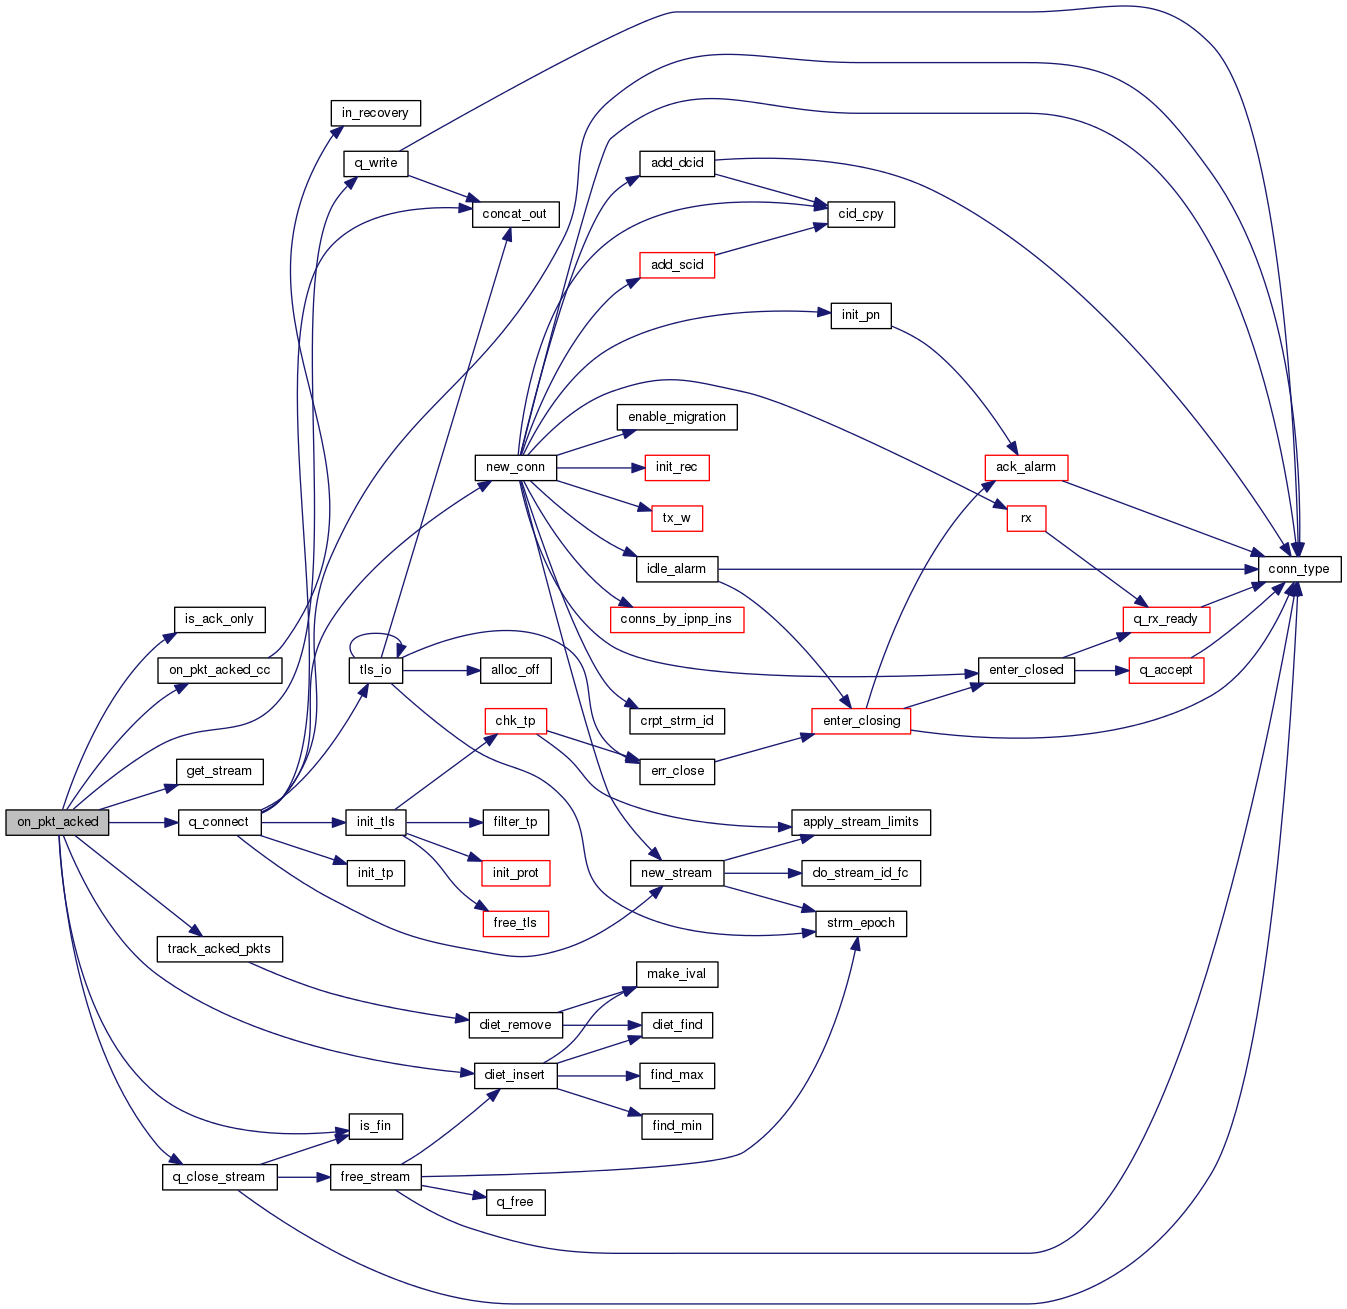 in_recovery
q_write
add_dcid
concat_out
cid_cpy
add_scid
init_pn
enable_migration
new_conn
init_rec
ack_alarm
tx_w
rx
idle_alarm
conn_type
is_ack_only
conns_by_ipnp_ins
q_rx_ready
on_pkt_acked_cc
tls_io
alloc_off
enter_closed
q_accept
chk_tp
crpt_strm_id
enter_closing
get_stream
err_close
on_pkt_acked
q_connect
init_tls
filter_tp
apply_stream_limits
init_tp
init_prot
new_stream
do_stream_id_fc
free_tls
strm_epoch
track_acked_pkts
make_ival
diet_remove
diet_find
diet_insert
find_max
is_fin
find_min
q_close_stream
free_stream
q_free